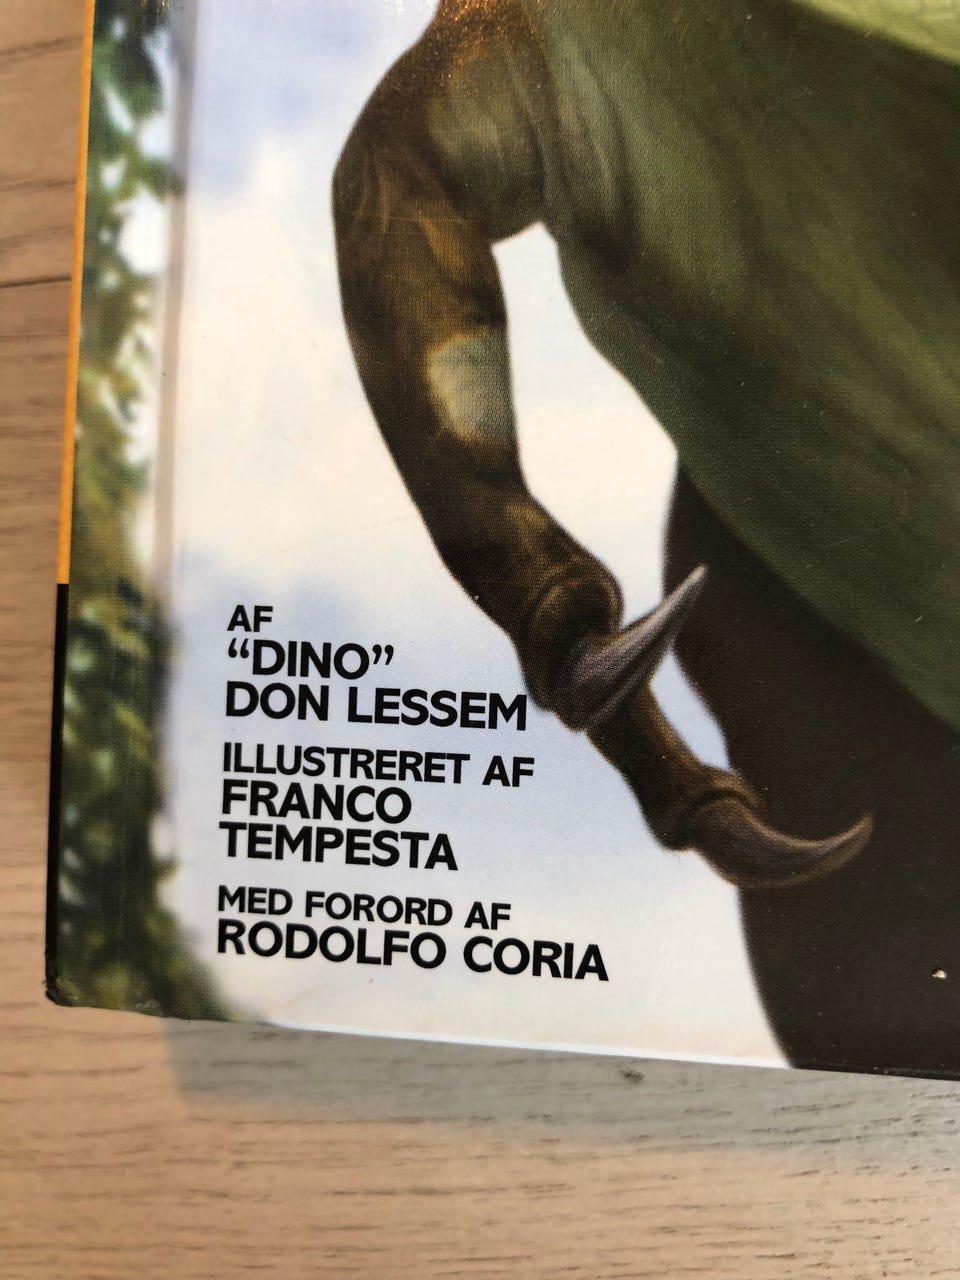 AF
“DINO”
DON LESSEM
ILLUSTRERET AF
FRANCO
TEMPESTA
MED FORORD AF
RODOLFO CORIA